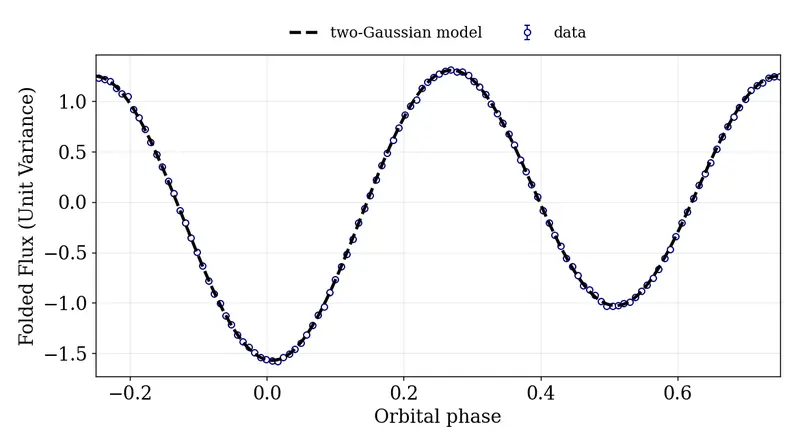 two-Gaussian model data
Folded Flux (Unit Variance)
1.0
0.5
0.0
−0.5
−1.0
−1.5
−0.2 0.0 0.2 0.4 0.6
Orbital phase